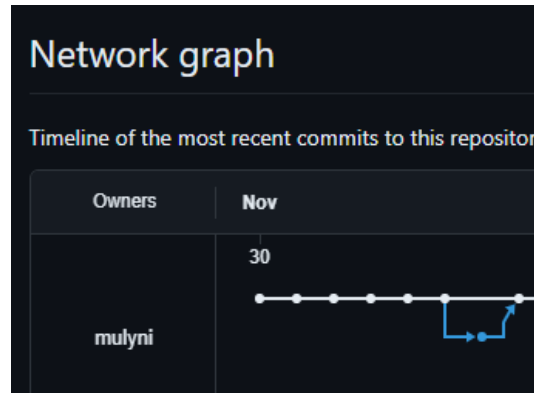 Network graph
Timeline of the most recent commits to this repositor
Owners
Nov
30
mulyni